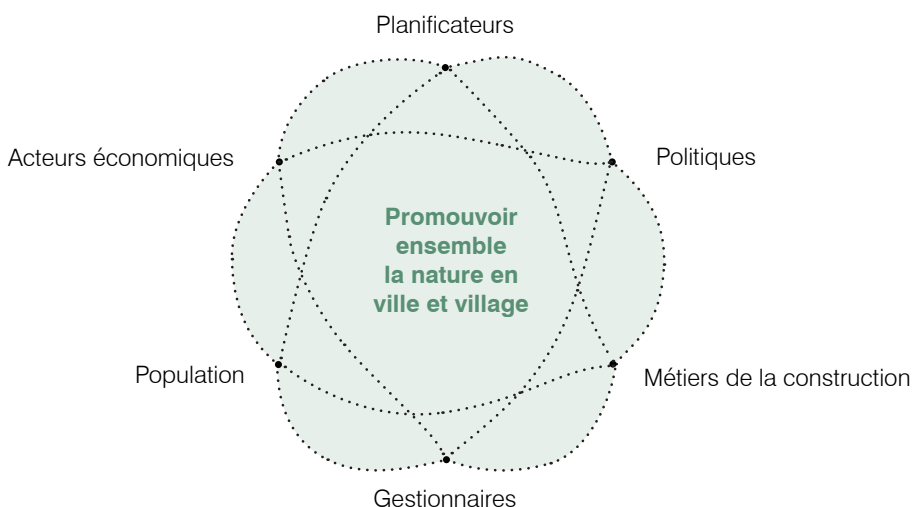 Planificateurs
Acteurs économiques
Politiques
Promouvoir
ensemble
la nature en
ville et village
Population
Métiers de la construction
Gestionnaires